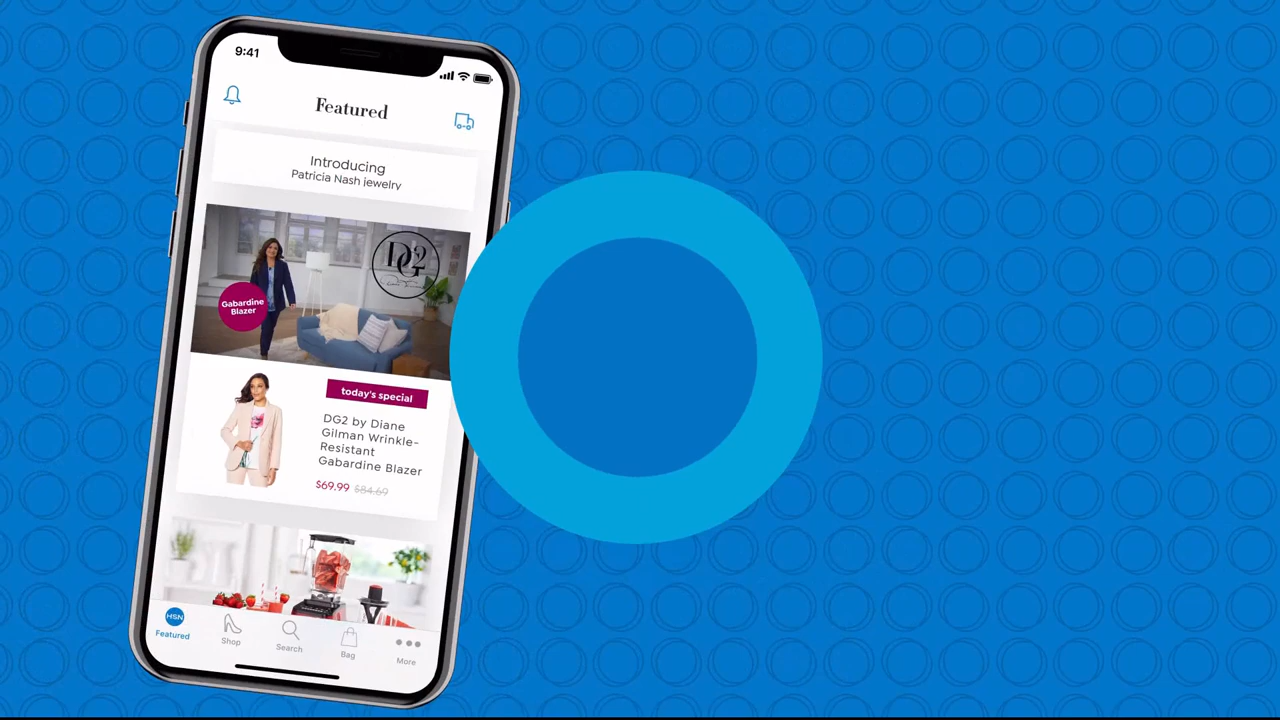 9:41
Featured
Introducing
Patricia Nash jewelry
DG2
Gabardine
Blazer
today's special
DG2 by Diane
Gilman Wrinkle-
Resistant
Gabardine Blazer
$69.99 $84.69
HSN
Featured
Shop
Search
Bag
More